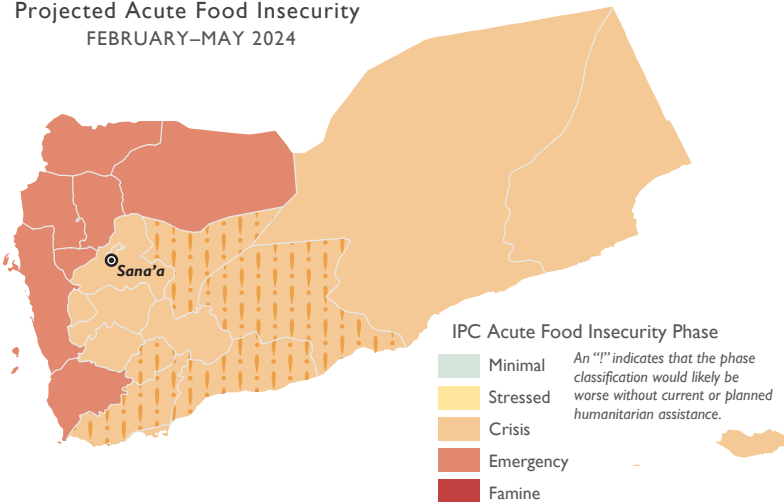 Projected Acute Food Insecurity
FEBRUARY–MAY 2024
Sana’a
IPC Acute Food Insecurity Phase
Minimal
Stressed
Crisis
Emergency
Famine
An “!” indicates that the phase
classification would likely be
worse without current or planned
humanitarian assistance.